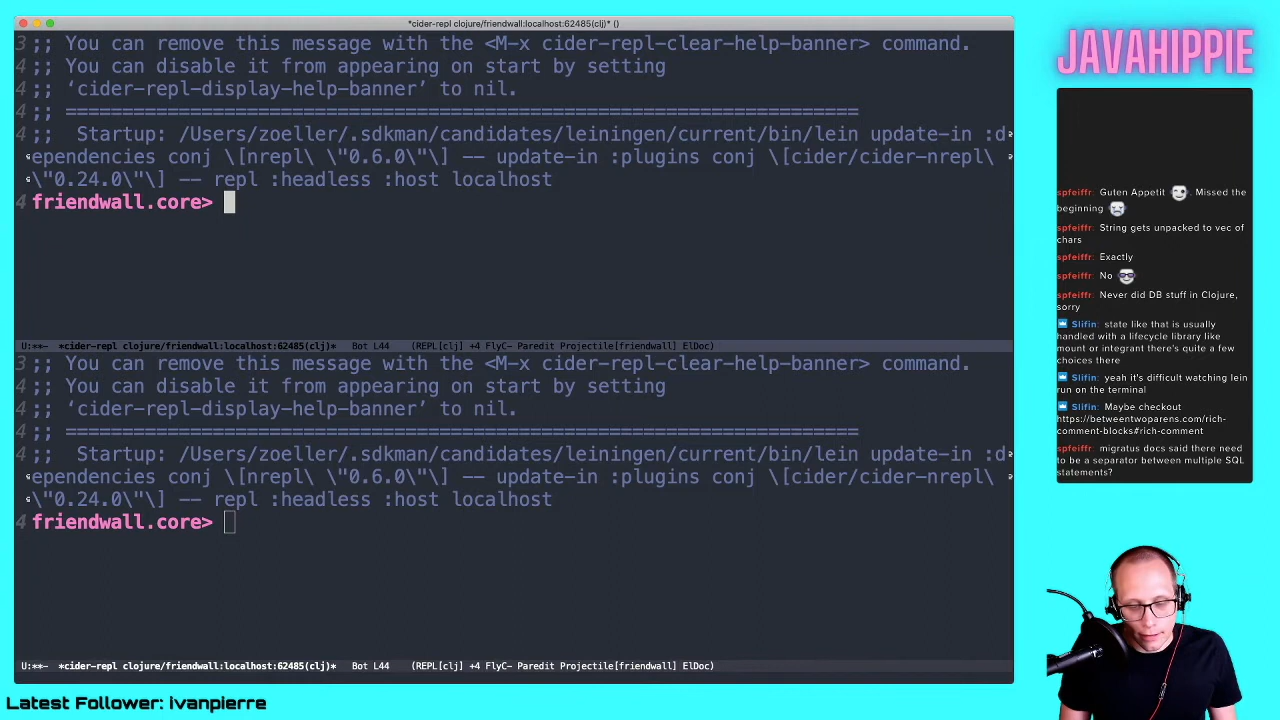 *cider-repl clojure/friendwall:localhost:62485(clj)* ()
3 ;; You can remove this message with the <M-x cider-repl-clear-help-banner> command.
4 ;; You can disable it from appearing on start by setting
4 ;; ‘cider-repl-display-help-banner’ to nil.
4 ;; ======================================================================
4 ;;  Startup: /Users/zoeller/.sdkman/candidates/leiningen/current/bin/lein update-in :d
ependencies conj \[nrepl\ \"0.6.0\"\] -- update-in :plugins conj \[cider/cider-nrepl\
\"0.24.0\"\] -- repl :headless :host localhost
4 friendwall.core>
U:**-  *cider-repl clojure/friendwall:localhost:62485(clj)*   Bot L44   (REPL[clj] +4 FlyC- Paredit Projectile[friendwall] ElDoc)
3 ;; You can remove this message with the <M-x cider-repl-clear-help-banner> command.
4 ;; You can disable it from appearing on start by setting
4 ;; ‘cider-repl-display-help-banner’ to nil.
4 ;; ======================================================================
4 ;;  Startup: /Users/zoeller/.sdkman/candidates/leiningen/current/bin/lein update-in :d
ependencies conj \[nrepl\ \"0.6.0\"\] -- update-in :plugins conj \[cider/cider-nrepl\
\"0.24.0\"\] -- repl :headless :host localhost
4 friendwall.core>
U:**-  *cider-repl clojure/friendwall:localhost:62485(clj)*   Bot L44   (REPL[clj] +4 FlyC- Paredit Projectile[friendwall] ElDoc)
JAVAHIPPIE
spfeiffr: Guten Appetit . Missed the
beginning
spfeiffr: String gets unpacked to vec of
chars
spfeiffr: Exactly
spfeiffr: No
spfeiffr: Never did DB stuff in Clojure,
sorry
Slifin: state like that is usually
handled with a lifecycle library like
mount or integrant there's quite a few
choices there
Slifin: yeah it's difficult watching lein
run on the terminal
Slifin: Maybe checkout
https://betweentwoparens.com/rich-
comment-blocks#rich-comment
spfeiffr: migratus docs said there need
to be a separator between multiple SQL
statements?
Latest Follower: ivanpierre